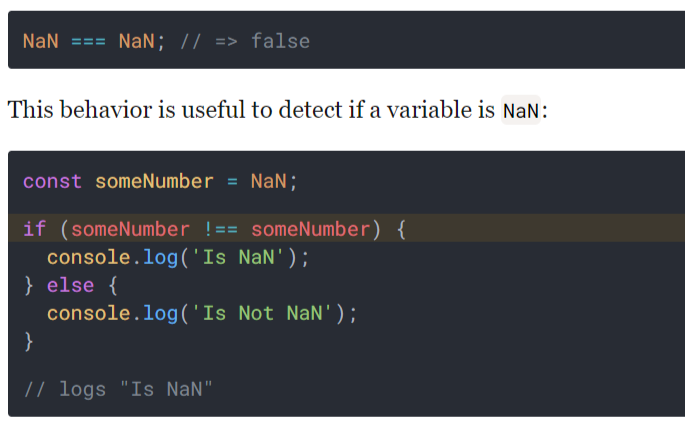 NaN === NaN; // => false
This behavior is useful to detect if a variable is NaN:
const someNumber = NaN;
if (someNumber !== someNumber) {
  console.log('Is NaN');
} else {
  console.log('Is Not NaN');
}
// logs "Is NaN"